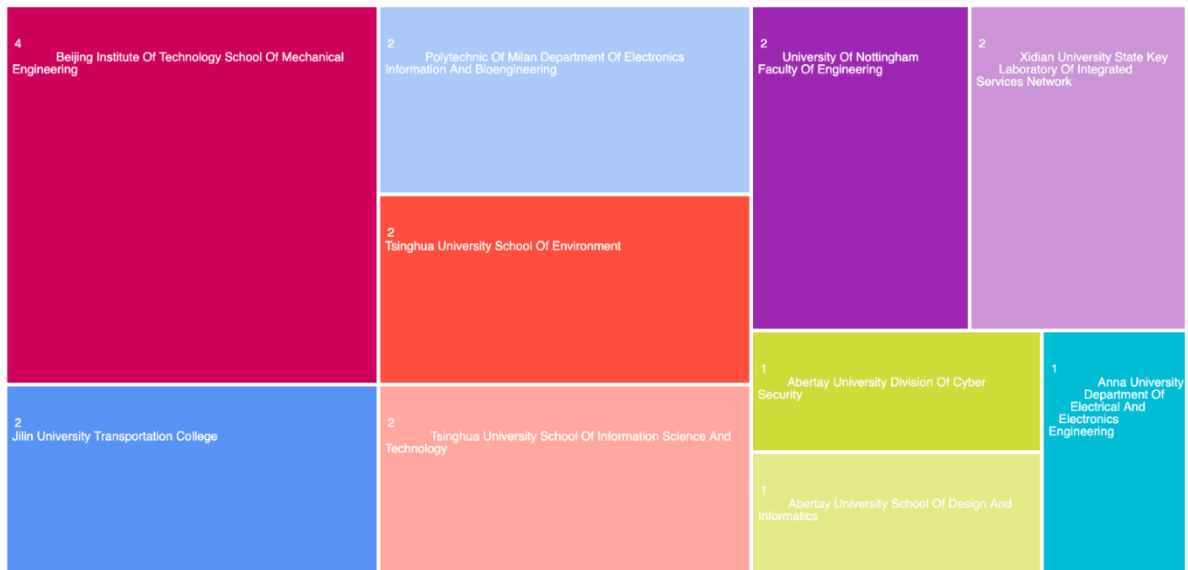 4
Beijing Institute Of Technology School Of Mechanical
Engineering
2
Jilin University Transportation College
2
Polytechnic Of Milan Department Of Electronics
Information And Bioengineering
2
Tsinghua University School Of Environment
2
Tsinghua University School Of Information Science And
Technology
2
University Of Nottingham
Faculty Of Engineering
2
Xidian University State Key
Laboratory Of Integrated
Services Network
1
Abertay University Division Of Cyber
Security
1
Abertay University School Of Design And
Informatics
1
Anna University
Department Of
Electrical And
Electronics
Engineering